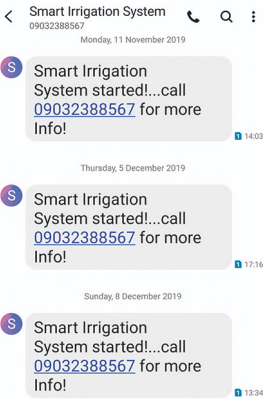 Smart Irrigation System
09032388567
Monday, 11 November 2019
S
Smart Irrigation
System started!...call
09032388567 for more
Info!
1 14:03
Thursday, 5 December 2019
S
Smart Irrigation
System started!...call
09032388567 for more
Info!
1 17:16
Sunday, 8 December 2019
S
Smart Irrigation
System started!...call
09032388567 for more
Info!
1 13:34